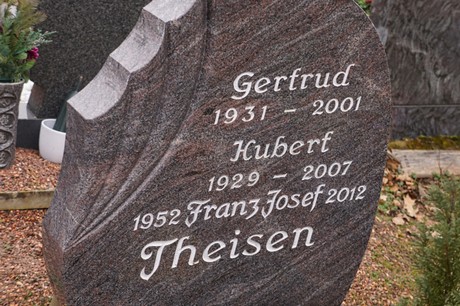 Gertrud
1931 – 2001
Hubert
1929 – 2007
1952 Franz Josef 2012
Theisen